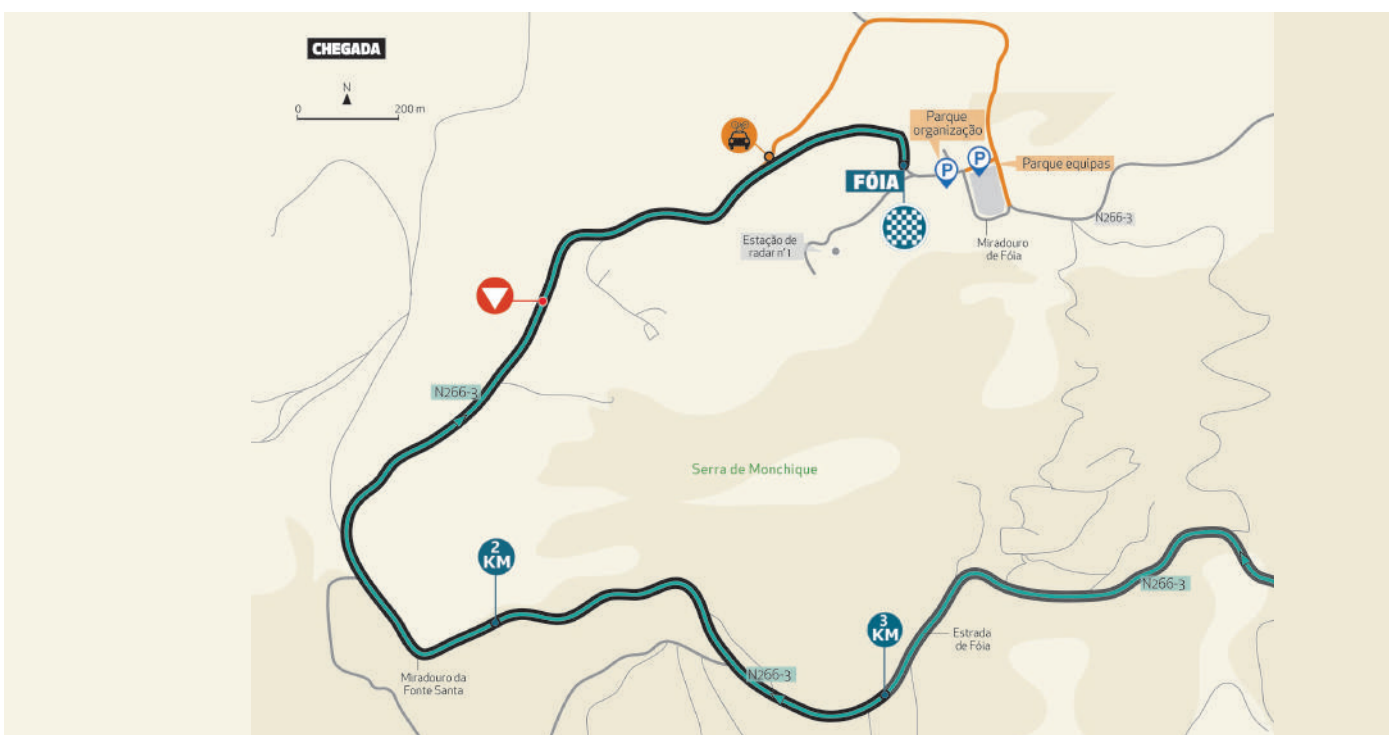 CHEGADA
N
0 200 m
Parque
organização
P
P
Parque equipas
FÓIA
N266-3
Estação de
radar nº1
Miradouro
de Fóia
N266-3
Serra de Monchique
2
KM
N266-3
3
KM
Estrada
de Fóia
Miradouro da
Fonte Santa
N266-3